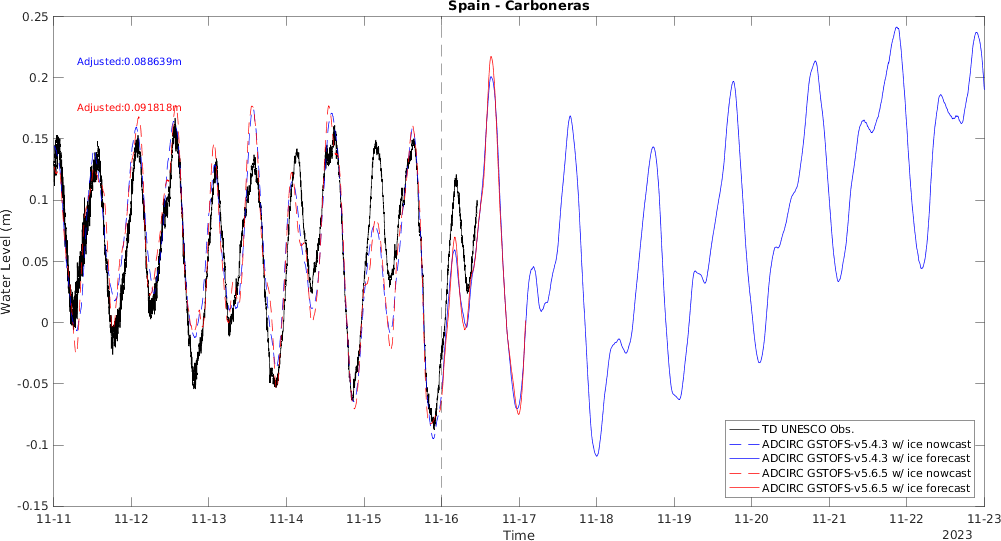 Spain - Carboneras
0.25
0.2
0.15
0.1
0.05
0
-0.05
-0.1
-0.15
Water Level (m)
Adjusted:0.088639m
Adjusted:0.091818m
TD UNESCO Obs.
ADCIRC GSTOFS-v5.4.3 w/ ice nowcast
ADCIRC GSTOFS-v5.4.3 w/ ice forecast
ADCIRC GSTOFS-v5.6.5 w/ ice nowcast
ADCIRC GSTOFS-v5.6.5 w/ ice forecast
11-11 11-12 11-13 11-14 11-15 11-16 11-17 11-18 11-19 11-20 11-21 11-22 11-23
Time
2023